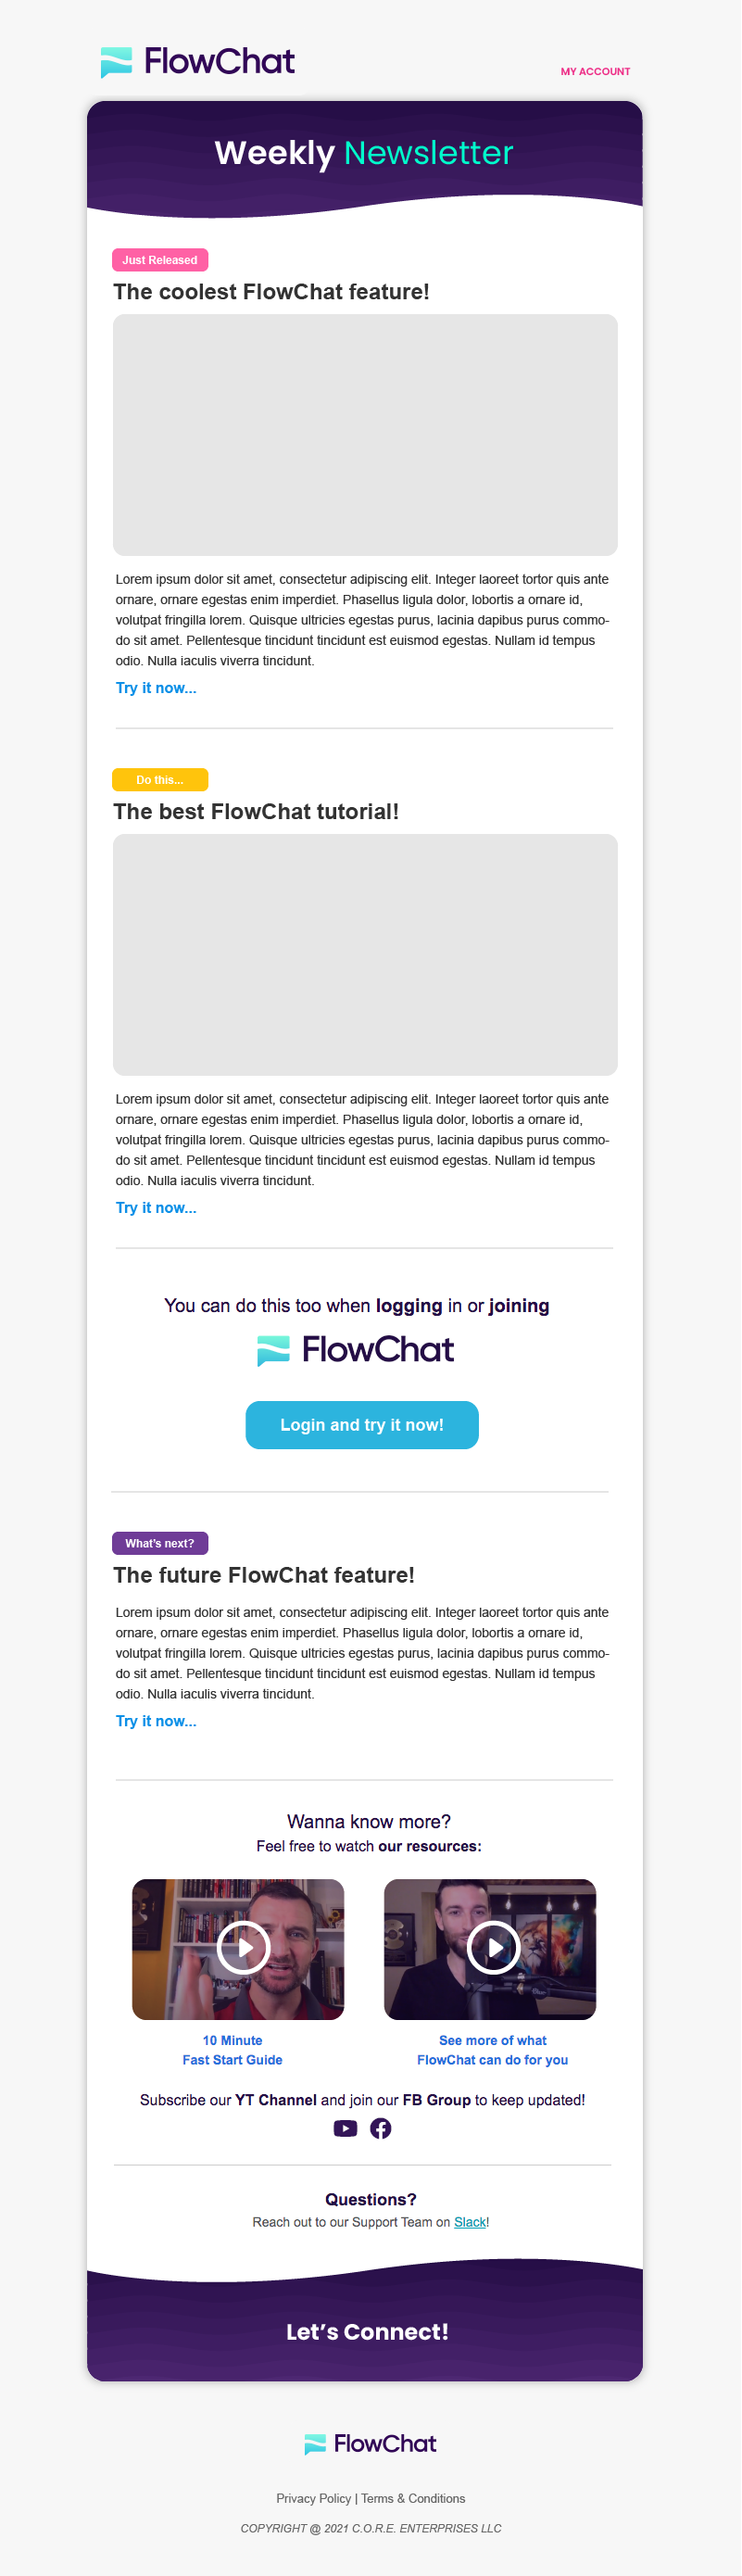 FlowChat
MY ACCOUNT
Weekly Newsletter
Just Released
The coolest FlowChat feature!
Lorem ipsum dolor sit amet, consectetur adipiscing elit. Integer laoreet tortor quis ante
ornare, ornare egestas enim imperdiet. Phasellus ligula dolor, lobortis a ornare id,
volutpat fringilla lorem. Quisque ultricies egestas purus, lacinia dapibus purus commo-
do sit amet. Pellentesque tincidunt tincidunt est euismod egestas. Nullam id tempus
odio. Nulla iaculis viverra tincidunt.
Try it now...
Do this...
The best FlowChat tutorial!
Lorem ipsum dolor sit amet, consectetur adipiscing elit. Integer laoreet tortor quis ante
ornare, ornare egestas enim imperdiet. Phasellus ligula dolor, lobortis a ornare id,
volutpat fringilla lorem. Quisque ultricies egestas purus, lacinia dapibus purus commo-
do sit amet. Pellentesque tincidunt tincidunt est euismod egestas. Nullam id tempus
odio. Nulla iaculis viverra tincidunt.
Try it now...
You can do this too when logging in or joining
FlowChat
Login and try it now!
What's next?
The future FlowChat feature!
Lorem ipsum dolor sit amet, consectetur adipiscing elit. Integer laoreet tortor quis ante
ornare, ornare egestas enim imperdiet. Phasellus ligula dolor, lobortis a ornare id,
volutpat fringilla lorem. Quisque ultricies egestas purus, lacinia dapibus purus commo-
do sit amet. Pellentesque tincidunt tincidunt est euismod egestas. Nullam id tempus
odio. Nulla iaculis viverra tincidunt.
Try it now...
Wanna know more?
Feel free to watch our resources:
10 Minute
Fast Start Guide
See more of what
FlowChat can do for you
Subscribe our YT Channel and join our FB Group to keep updated!
Questions?
Reach out to our Support Team on Slack!
Let's Connect!
FlowChat
Privacy Policy | Terms & Conditions
COPYRIGHT @ 2021 C.O.R.E. ENTERPRISES LLC